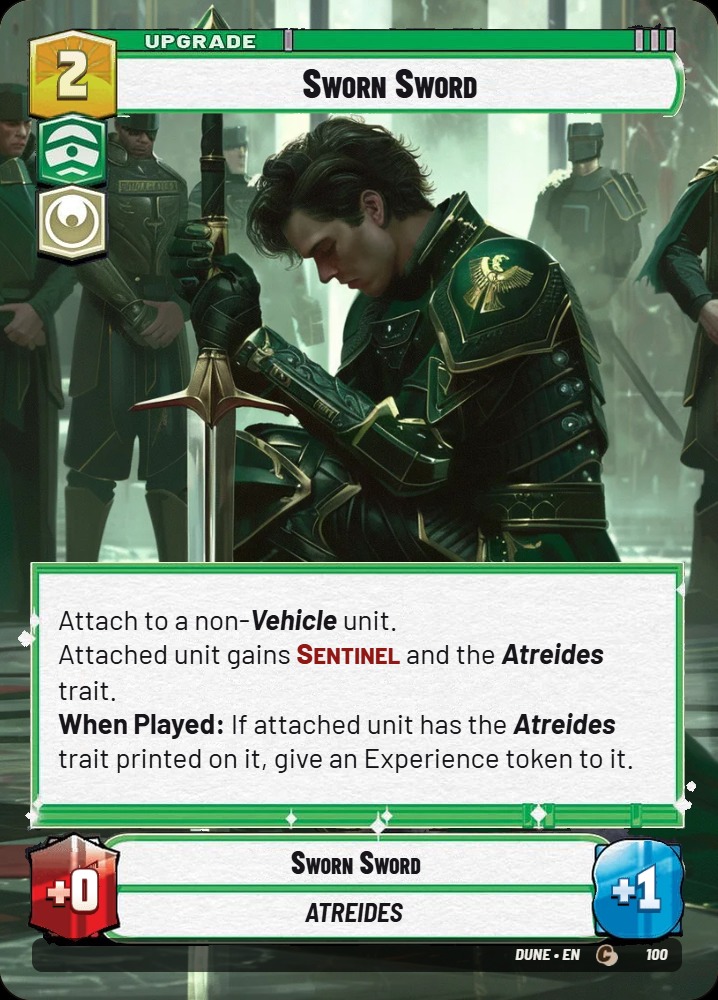 UPGRADE
2
Sworn Sword
Attach to a non-Vehicle unit.
Attached unit gains SENTINEL and the Atreides
trait.
When Played: If attached unit has the Atreides
trait printed on it, give an Experience token to it.
Sworn Sword
+0
+1
ATREIDES
DUNE • EN C 100